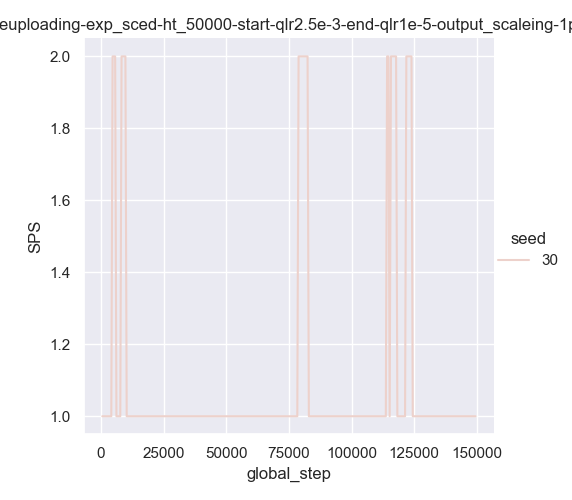 euploading-exp_sced-ht_50000-start-qlr2.5e-3-end-qlr1e-5-output_scaleing-1p
2.0
1.8
1.6
1.4
1.2
1.0
SPS
0 25000 50000 75000 100000 125000 150000
global_step
seed
30